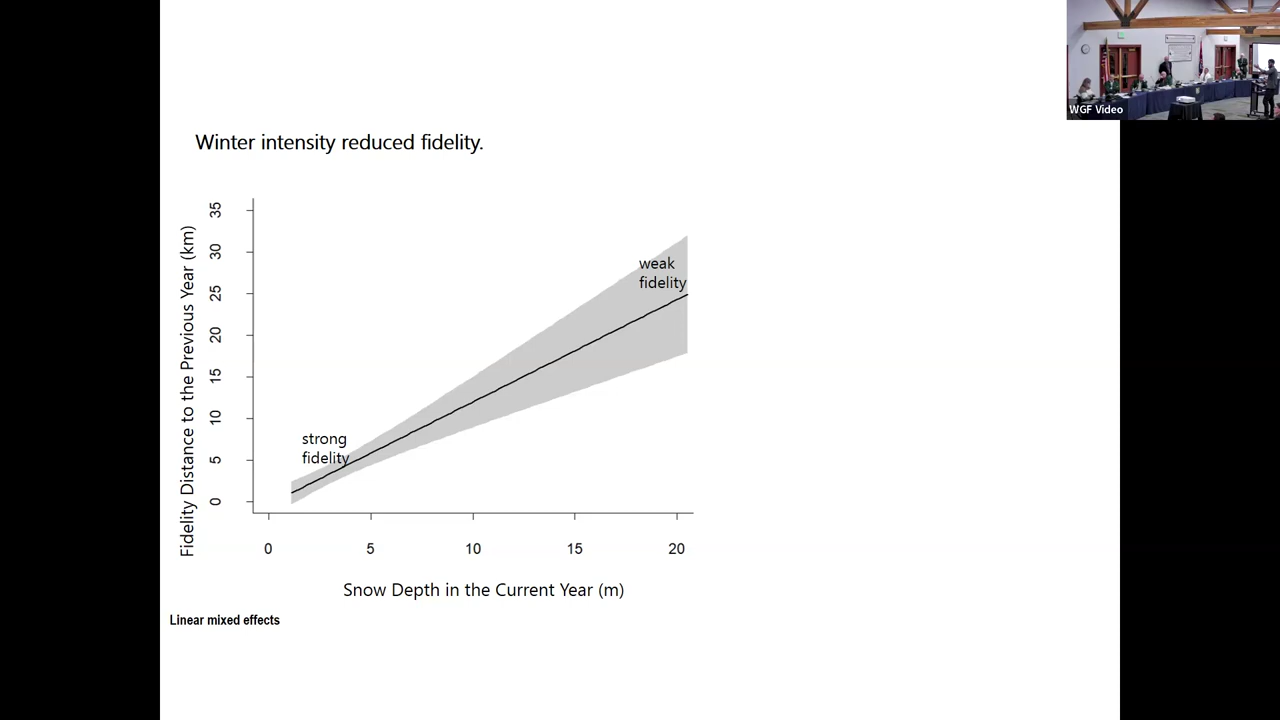 WGF Video
Winter intensity reduced fidelity.
Fidelity Distance to the Previous Year (km)
35
30
25
20
15
10
5
0
weak
fidelity
strong
fidelity
0 5 10 15 20
Snow Depth in the Current Year (m)
Linear mixed effects